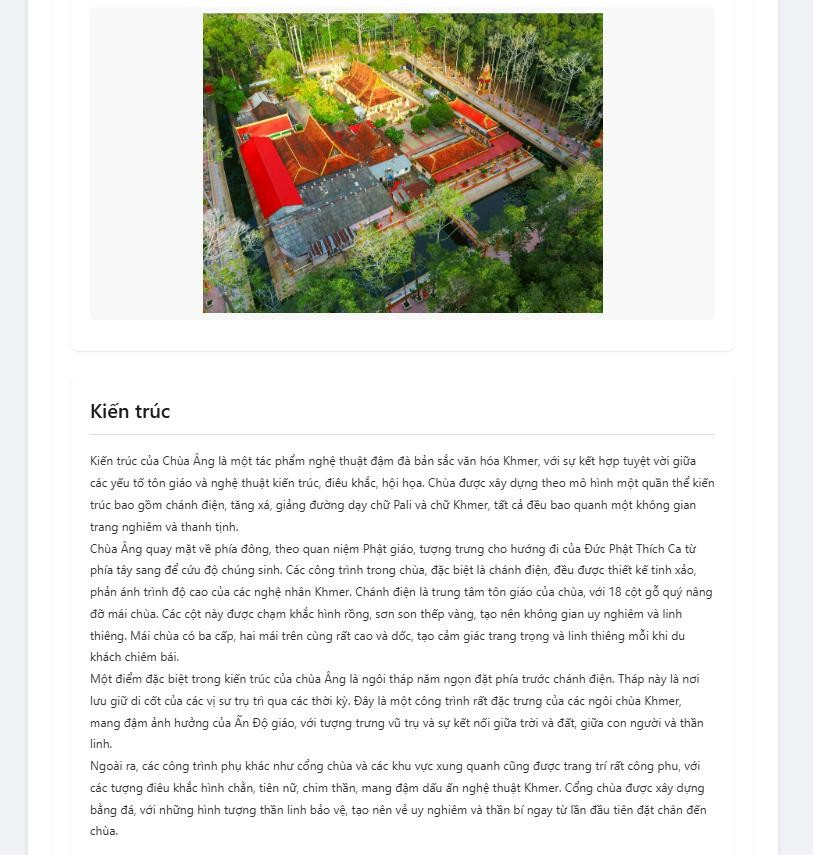 Kiến trúc
Kiến trúc của Chùa Âng là một tác phẩm nghệ thuật đậm đà bản sắc văn hóa Khmer, với sự kết hợp tuyệt vời giữa
các yếu tố tôn giáo và nghệ thuật kiến trúc, điêu khắc, hội họa. Chùa được xây dựng theo mô hình một quần thể kiến
trúc bao gồm chánh điện, tăng xá, giảng đường dạy chữ Pali và chữ Khmer, tất cả đều bao quanh một không gian
trang nghiêm và thanh tịnh.
Chùa Âng quay mặt về phía đông, theo quan niệm Phật giáo, tượng trưng cho hướng đi của Đức Phật Thích Ca từ
phía tây sang để cứu độ chúng sinh. Các công trình trong chùa, đặc biệt là chánh điện, đều được thiết kế tinh xảo,
phản ánh trình độ cao của các nghệ nhân Khmer. Chánh điện là trung tâm tôn giáo của chùa, với 18 cột gỗ quý nâng
đỡ mái chùa. Các cột này được chạm khắc hình rồng, sơn son thếp vàng, tạo nên không gian uy nghiêm và linh
thiêng. Mái chùa có ba cấp, hai mái trên cùng rất cao và dốc, tạo cảm giác trang trọng và linh thiêng mỗi khi du
khách chiêm bái.
Một điểm đặc biệt trong kiến trúc của chùa Âng là ngôi tháp năm ngọn đặt phía trước chánh điện. Tháp này là nơi
lưu giữ di cốt của các vị sư trụ trì qua các thời kỳ. Đây là một công trình rất đặc trưng của các ngôi chùa Khmer,
mang đậm ảnh hưởng của Ấn Độ giáo, với tượng trưng vũ trụ và sự kết nối giữa trời và đất, giữa con người và thần
linh.
Ngoài ra, các công trình phụ khác như cổng chùa và các khu vực xung quanh cũng được trang trí rất công phu, với
các tượng điêu khắc hình chằn, tiên nữ, chim thần, mang đậm dấu ấn nghệ thuật Khmer. Cổng chùa được xây dựng
bằng đá, với những hình tượng thần linh bảo vệ, tạo nên vẻ uy nghiêm và thần bí ngay từ lần đầu tiên đặt chân đến
chùa.